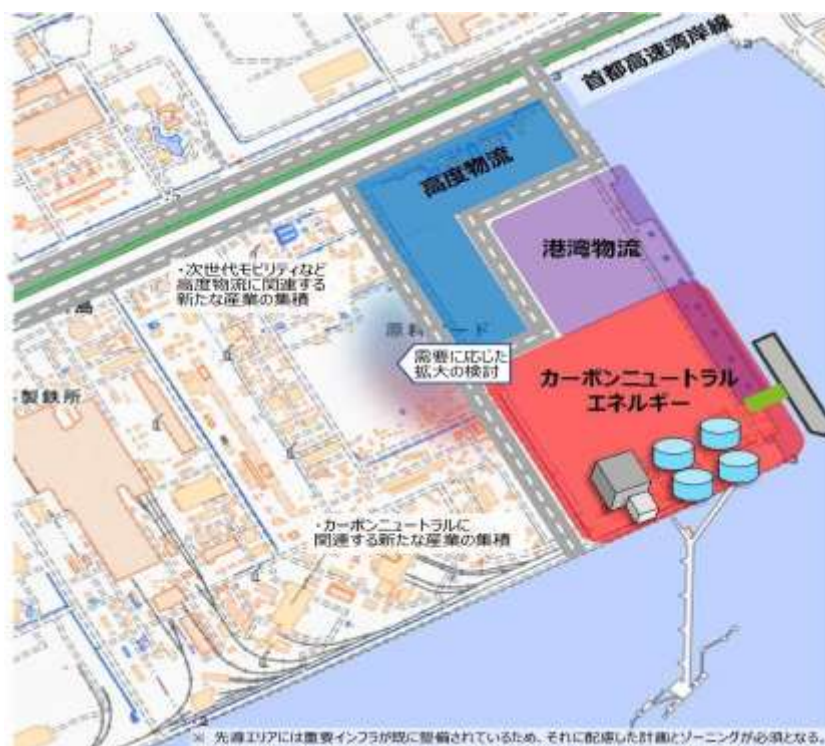 首都高速湾岸線
高度物流
港湾物流
・次世代モビリティなど
高度物流に関連する
新たな産業の集積
原料ヤード
需要に応じた
拡大の検討
カーボンニュートラル
エネルギー
製鉄所
・カーボンニュートラルに
関連する新たな産業の集積
※ 先導エリアには重要インフラが既に整備されているため、それに配慮した計画とゾーニングが必須となる。